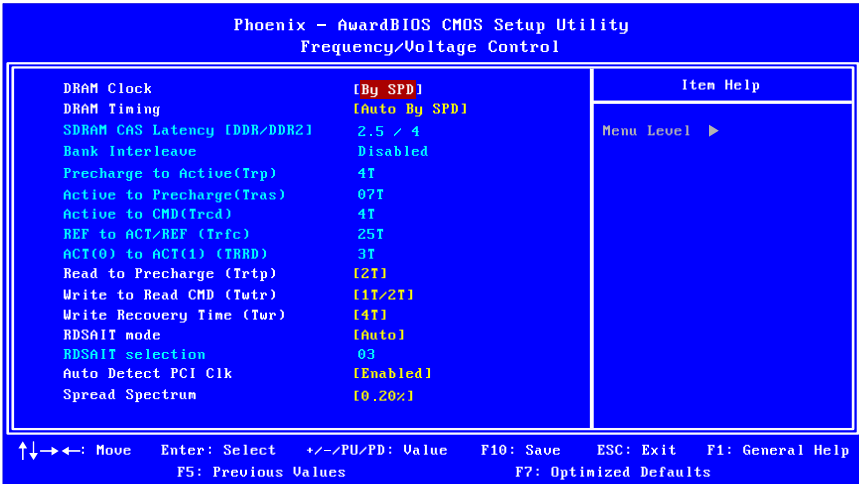 Phoenix – AwardBIOS CMOS Setup Utility
Frequency/Voltage Control
DRAM Clock [By SPD]
DRAM Timing [Auto By SPD]
SDRAM CAS Latency [DDR/DDR2] 2.5 / 4
Bank Interleave Disabled
Precharge to Active(Trp) 4T
Active to Precharge(Tras) 07T
Active to CMD(Trcd) 4T
REF to ACT/REF (Trfc) 25T
ACT(0) to ACT(1) (TRRD) 3T
Read to Precharge (Trtp) [2T]
Write to Read CMD (Twtr) [1T/2T]
Write Recovery Time (Twr) [4T]
RDSAIT mode [Auto]
RDSAIT selection 03
Auto Detect PCI Clk [Enabled]
Spread Spectrum [0.20%]
Item Help
Menu Level ▶
↑↓→←: Move Enter: Select +/-/PU/PD: Value F10: Save ESC: Exit F1: General Help
F5: Previous Values F7: Optimized Defaults